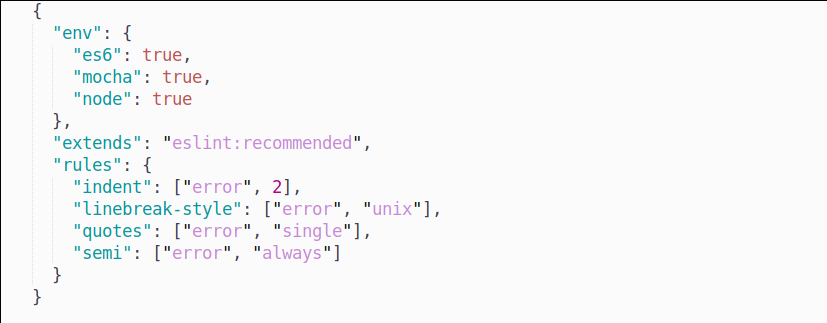 {
  "env": {
    "es6": true,
    "mocha": true,
    "node": true
  },
  "extends": "eslint:recommended",
  "rules": {
    "indent": ["error", 2],
    "linebreak-style": ["error", "unix"],
    "quotes": ["error", "single"],
    "semi": ["error", "always"]
  }
}